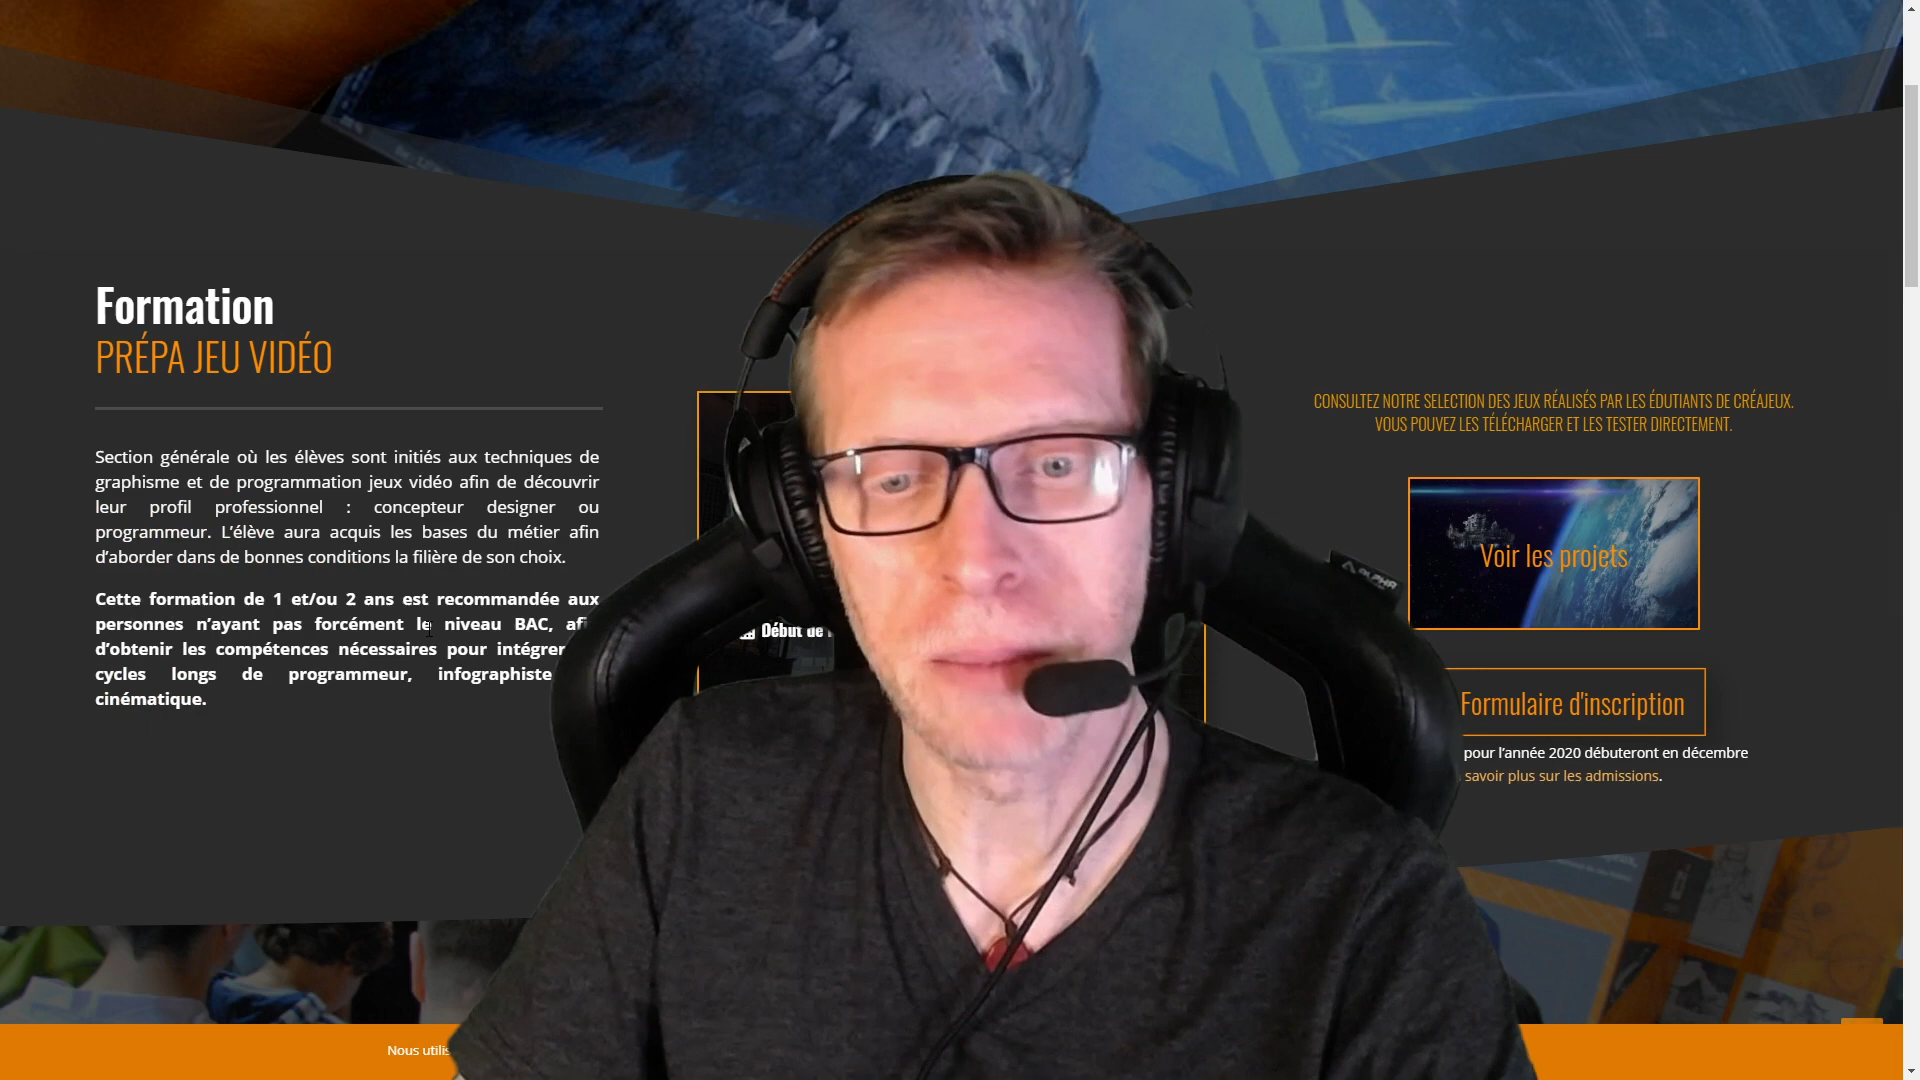 Formation
PRÉPA JEU VIDÉO
Section générale où les élèves sont initiés aux techniques de
graphisme et de programmation jeux vidéo afin de découvrir
leur profil professionnel : concepteur designer ou
programmeur. L'élève aura acquis les bases du métier afin
d'aborder dans de bonnes conditions la filière de son choix.
Cette formation de 1 et/ou 2 ans est recommandée aux
personnes n'ayant pas forcément le niveau BAC,
d'obtenir les compétences nécessaires pour
cycles longs de programmeur, infographiste
cinématique.
Début de
CONSULTEZ NOTRE SELECTION DES JEUX RÉALISÉS PAR LES ÉDUTIANTS DE CRÉAJEUX.
VOUS POUVEZ LES TÉLÉCHARGER ET LES TESTER DIRECTEMENT.
Voir les projets
Formulaire d'inscription
pour l'année 2020 débuteront en décembre
savoir plus sur les admissions.
Nous